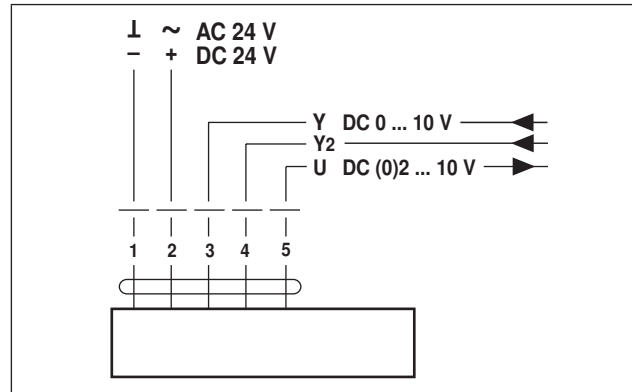 ⊥ ~ AC 24 V
– + DC 24 V
Y DC 0 ... 10 V
Y2
U DC (0)2 ... 10 V
1 2 3 4 5